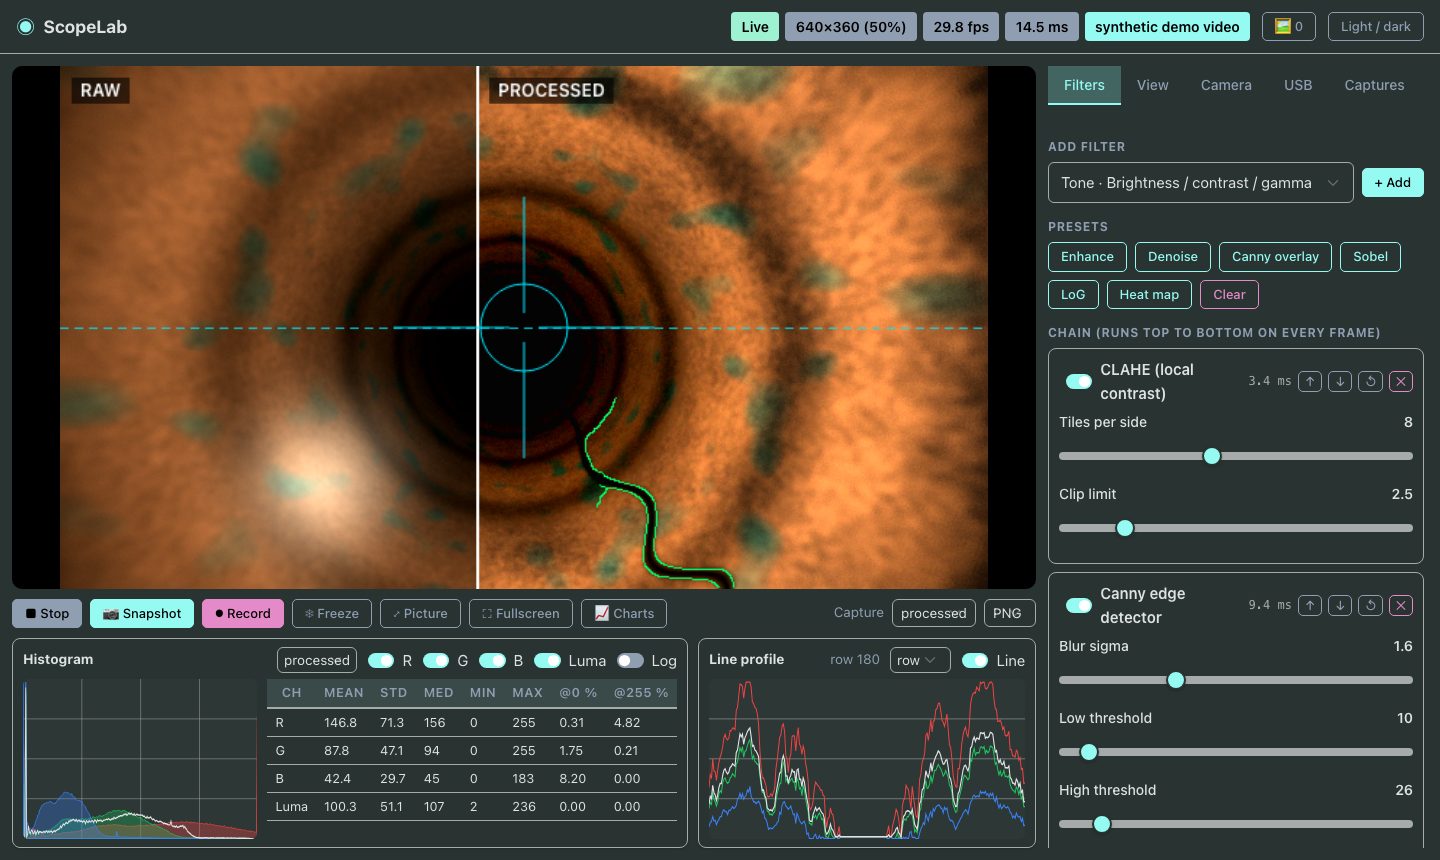 ScopeLab
Live 640×360 (50%) 29.8 fps 14.5 ms synthetic demo video 0 Light / dark
RAW
PROCESSED
Filters View Camera USB Captures
ADD FILTER
Tone · Brightness / contrast / gamma + Add
PRESETS
Enhance Denoise Canny overlay Sobel
LoG Heat map Clear
CHAIN (RUNS TOP TO BOTTOM ON EVERY FRAME)
CLAHE (local contrast) 3.4 ms
Tiles per side 8
Clip limit 2.5
Canny edge detector 9.4 ms
Blur sigma 1.6
Low threshold 10
High threshold 26
Stop Snapshot Record Freeze Picture Fullscreen Charts Capture processed PNG
Histogram processed R G B Luma Log
CH MEAN STD MED MIN MAX @0 % @255 %
R 146.8 71.3 156 0 255 0.31 4.82
G 87.8 47.1 94 0 255 1.75 0.21
B 42.4 29.7 45 0 183 8.20 0.00
Luma 100.3 51.1 107 2 236 0.00 0.00
Line profile row 180 row Line